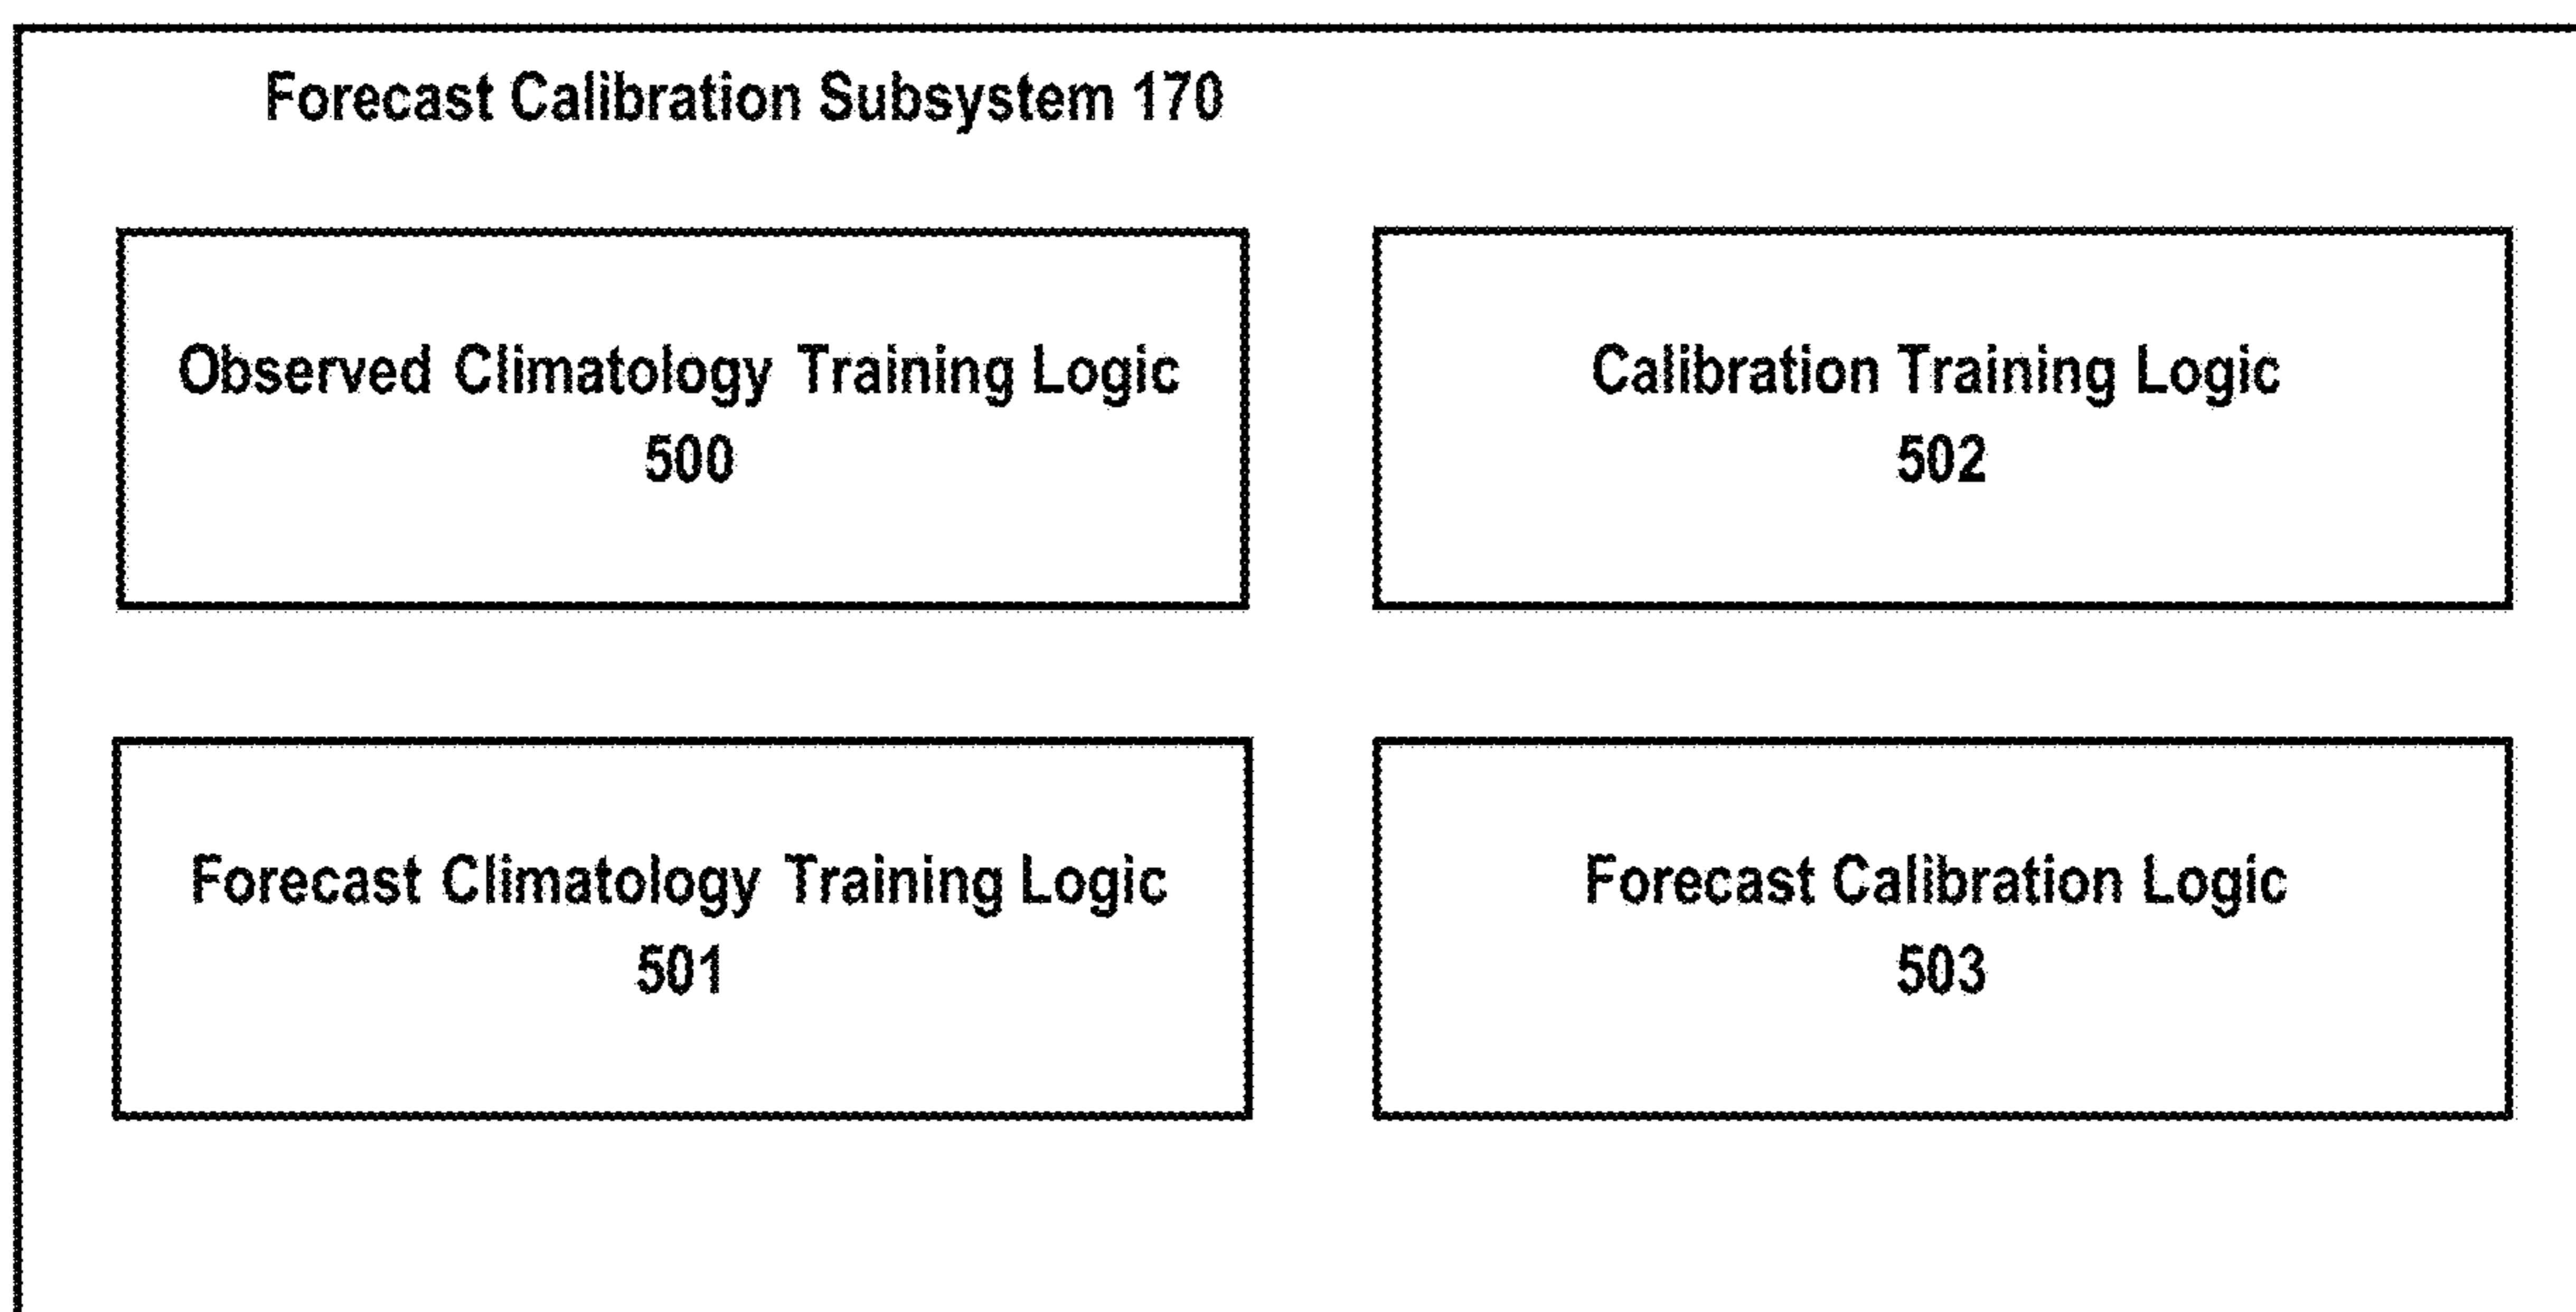 Forecast Calibration Subsystem 170
Observed Climatology Training Logic
500
Calibration Training Logic
502
Forecast Climatology Training Logic
501
Forecast Calibration Logic
503